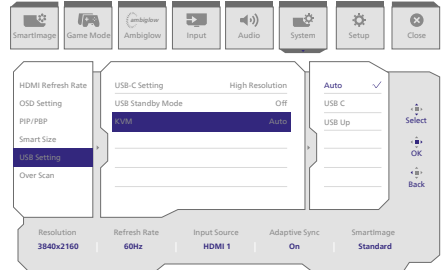 ambiglow
SmartImage Game Mode Ambiglow Input Audio System Setup Close
HDMI Refresh Rate
OSD Setting
PIP/PBP
Smart Size
USB Setting
Over Scan
USB-C Setting High Resolution
USB Standby Mode Off
KVM Auto
Auto
USB C
USB Up
Select
OK
Back
Resolution Refresh Rate Input Source Adaptive Sync SmartImage
3840x2160 60Hz HDMI 1 On Standard